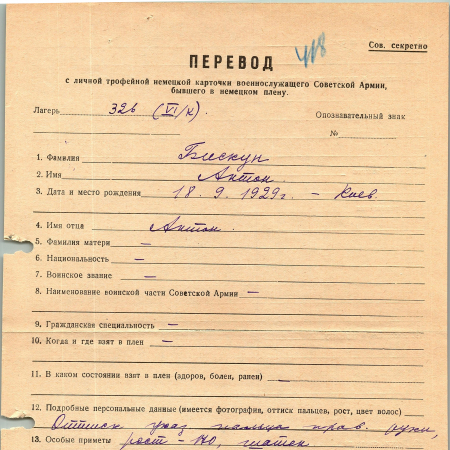 418
Сов. секретно
ПЕРЕВОД
с личной трофейной немецкой карточки военнослужащего Советской Армии,
бывшего в немецком плену.
Лагерь 326 (VI/к).
Опознавательный знак
№
1. Фамилия Бискуп
2. Имя Антон.
3. Дата и место рождения 18. 9. 1929г. – Киев.
4. Имя отца Антон.
5. Фамилия матери —
6. Национальность —
7. Воинское звание —
8. Наименование воинской части Советской Армии —
9. Гражданская специальность —
10. Когда и где взят в плен —
11. В каком состоянии взят в плен (здоров, болен, ранен) —
12. Подробные персональные данные (имеется фотография, оттиск пальцев, рост, цвет волос)
Оттиск указ пальца прав. руки,
13. Особые приметы рост - 170, шатен